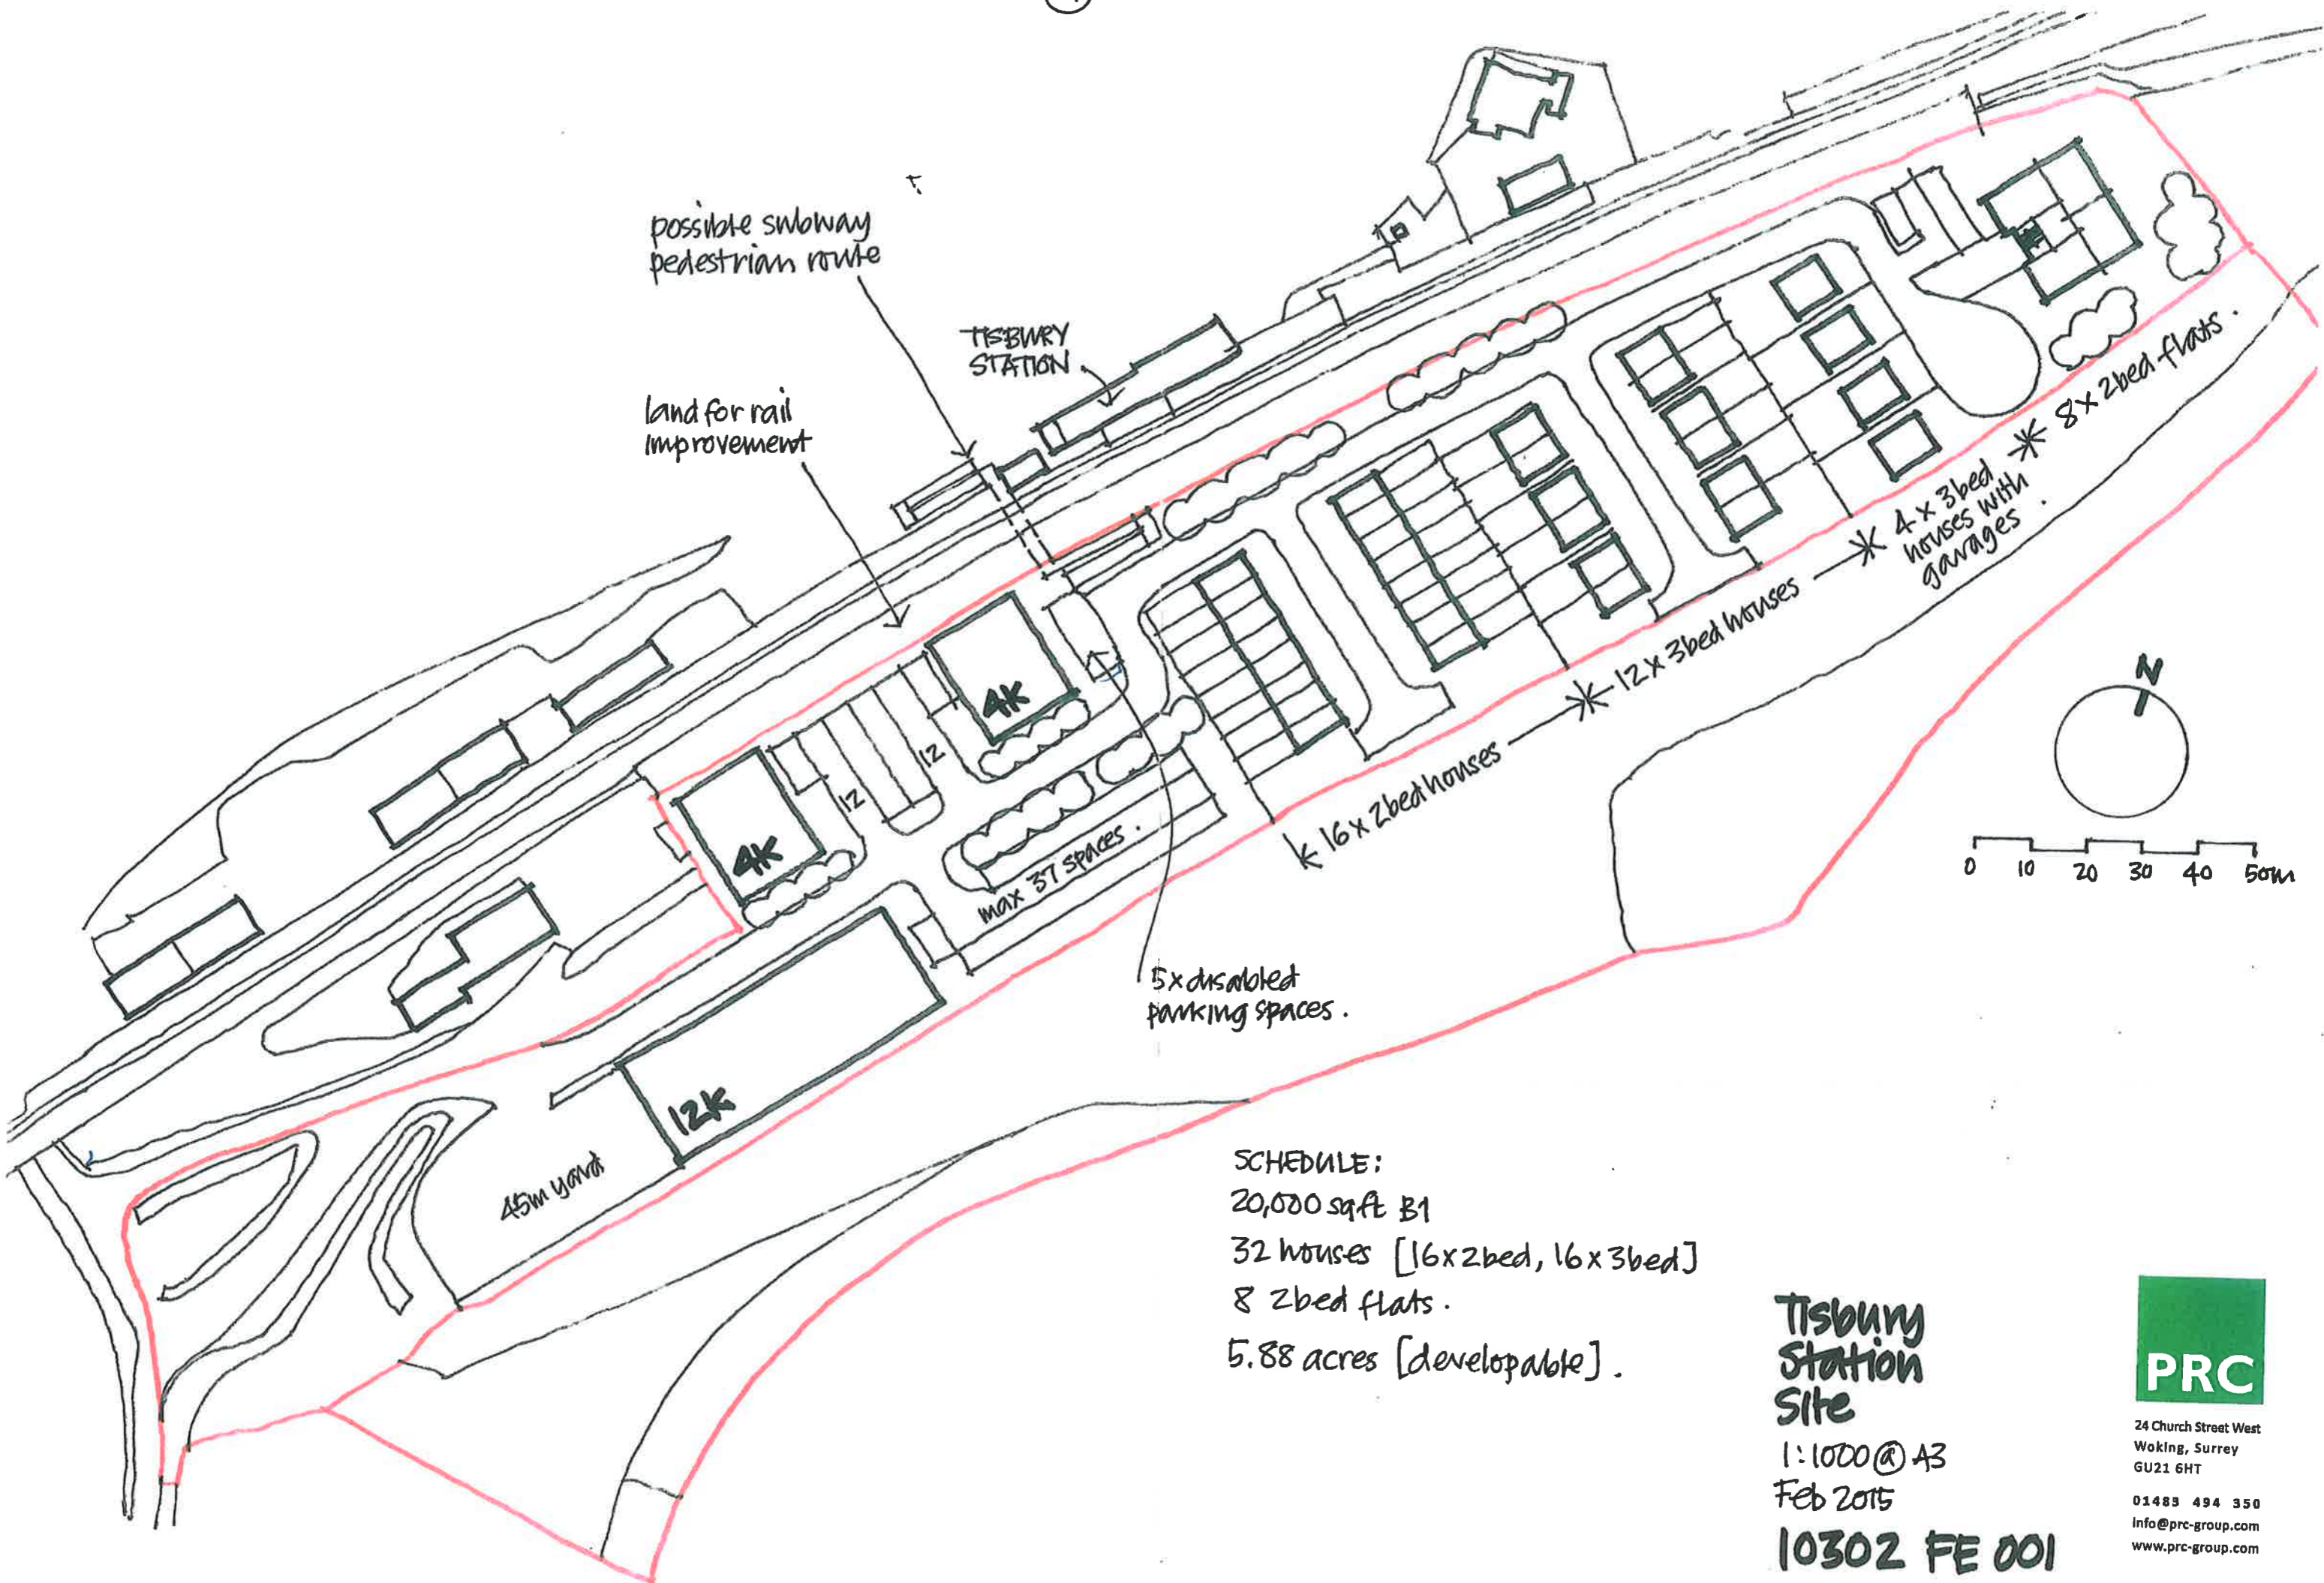 possible subway
pedestrian route
TISBURY
STATION
land for rail
improvement
4K
12
12
4K
max 37 spaces.
12K
45m yard
5x disabled
parking spaces.
16x 2bed houses
12x 3bed houses
4x 3bed
houses with
garages.
8x 2bed flats.
N
0 10 20 30 40 50m
SCHEDULE:
20,000 sqft B1
32 houses [16x2bed, 16x3bed]
8 2bed flats.
5.88 acres [developable].
Tisbury
Station
Site
1:1000 @ A3
Feb 2015
10302 FE 001
PRC
24 Church Street West
Woking, Surrey
GU21 6HT
01483 494 350
info@prc-group.com
www.prc-group.com